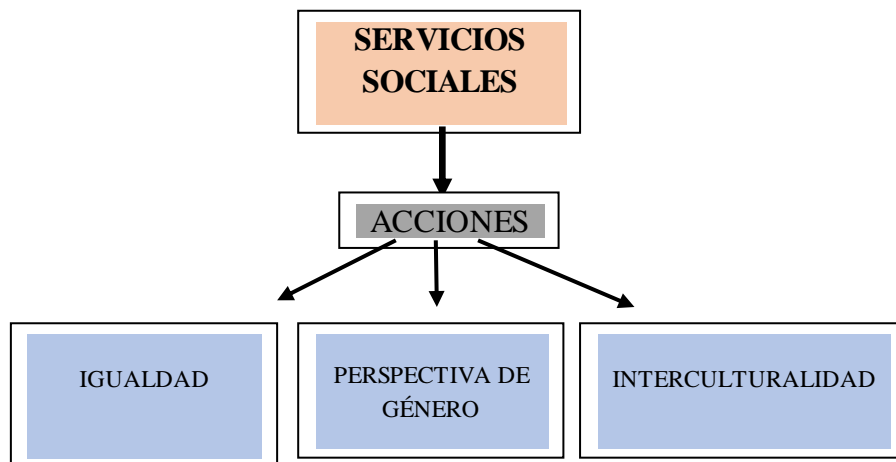 SERVICIOS
SOCIALES
ACCIONES
IGUALDAD
PERSPECTIVA DE
GÉNERO
INTERCULTURALIDAD